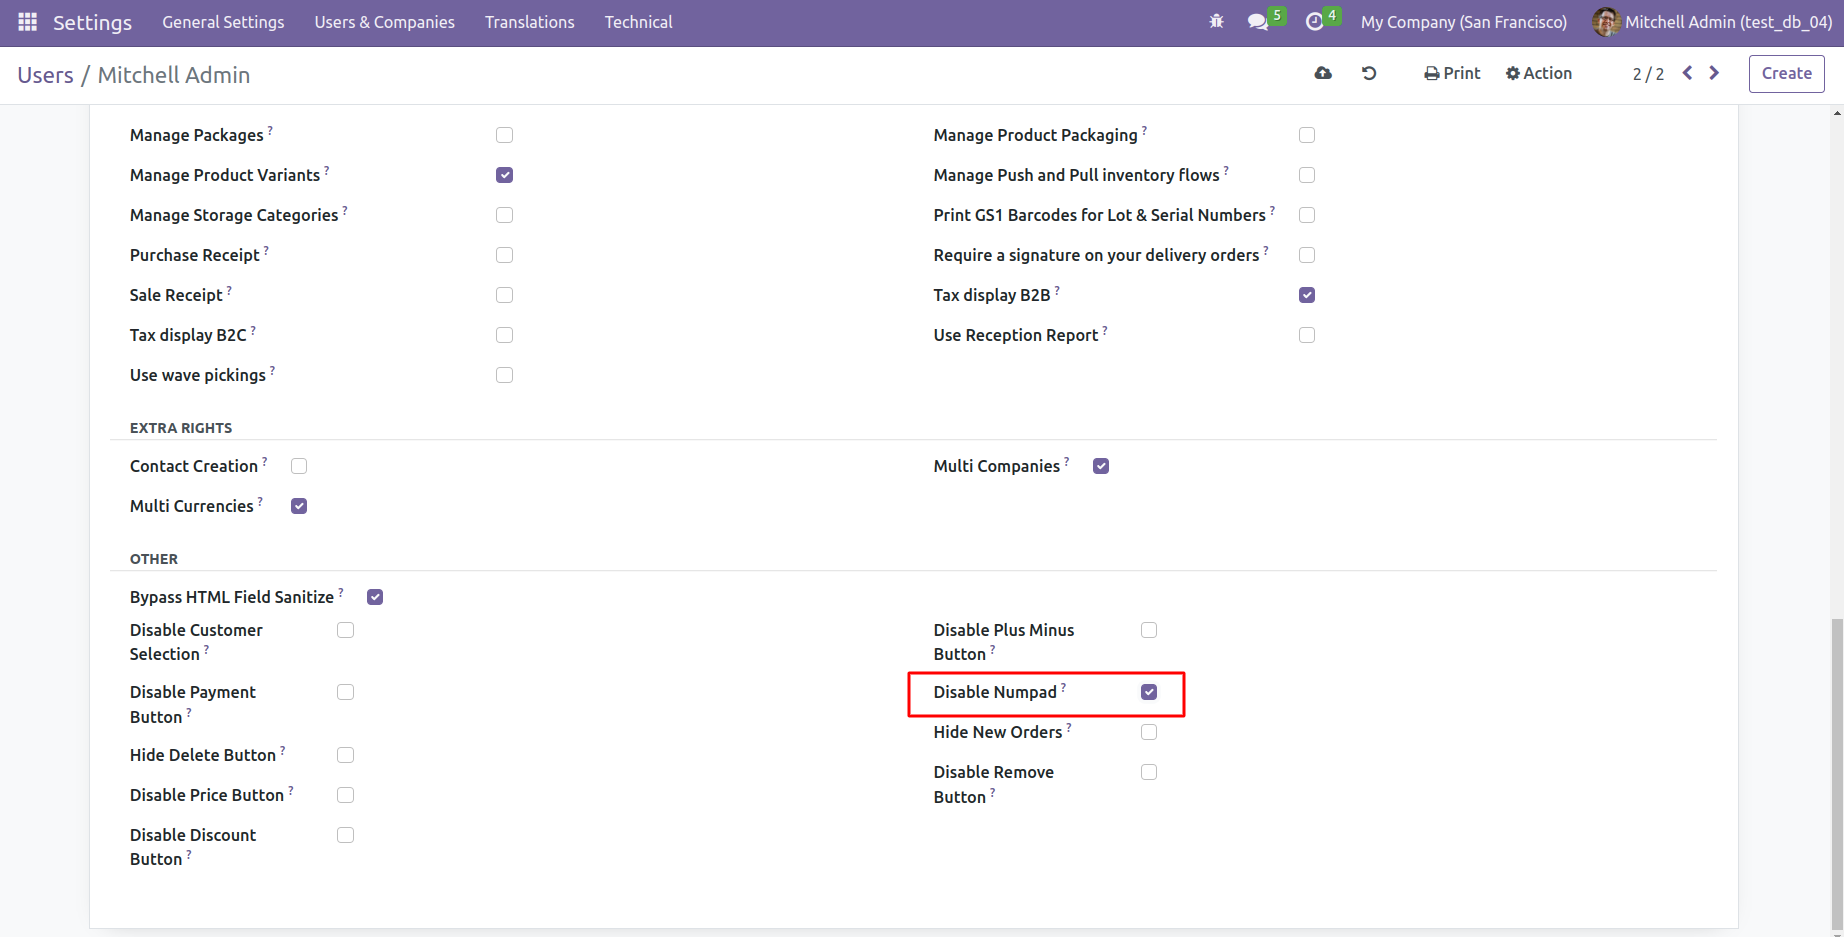 Settings General Settings Users & Companies Translations Technical 5 4 My Company (San Francisco) Mitchell Admin (test_db_04)
Users / Mitchell Admin Print Action 2 / 2 Create
Manage Packages ? Manage Product Packaging ?
Manage Product Variants ? Manage Push and Pull inventory flows ?
Manage Storage Categories ? Print GS1 Barcodes for Lot & Serial Numbers ?
Purchase Receipt ? Require a signature on your delivery orders ?
Sale Receipt ? Tax display B2B ?
Tax display B2C ? Use Reception Report ?
Use wave pickings ?
EXTRA RIGHTS
Contact Creation ? Multi Companies ?
Multi Currencies ?
OTHER
Bypass HTML Field Sanitize ?
Disable Customer
Selection ?
Disable Plus Minus
Button ?
Disable Payment
Button ?
Disable Numpad ?
Hide New Orders ?
Hide Delete Button ?
Disable Remove
Button ?
Disable Price Button ?
Disable Discount
Button ?